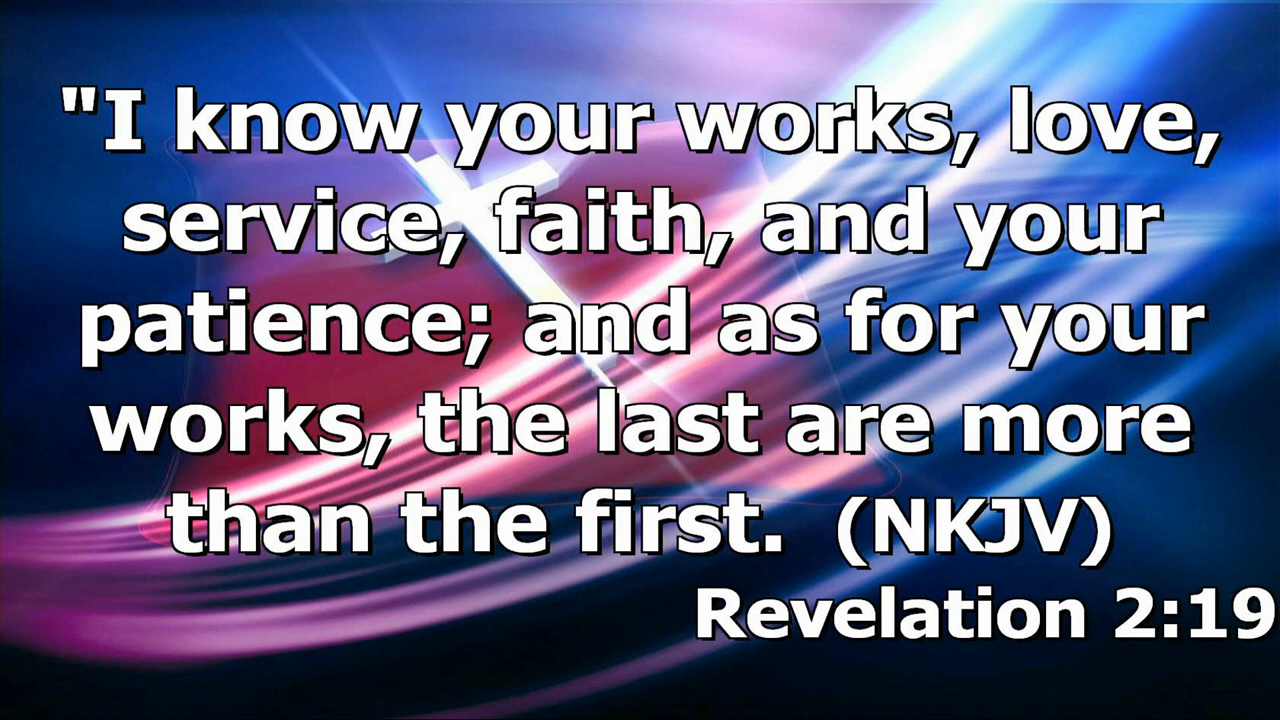 "I know your works, love,
service, faith, and your
patience; and as for your
works, the last are more
than the first.  (NKJV)
Revelation 2:19